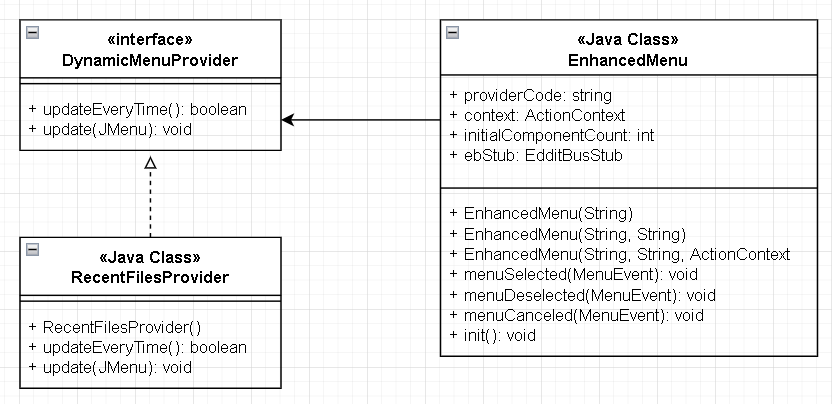 «interface»
DynamicMenuProvider
+ updateEveryTime(): boolean
+ update(JMenu): void
«Java Class»
RecentFilesProvider
+ RecentFilesProvider()
+ updateEveryTime(): boolean
+ update(JMenu): void
«Java Class»
EnhancedMenu
+ providerCode: string
+ context: ActionContext
+ initialComponentCount: int
+ ebStub: EdditBusStub
+ EnhancedMenu(String)
+ EnhancedMenu(String, String)
+ EnhancedMenu(String, String, ActionContext
+ menuSelected(MenuEvent): void
+ menuDeselected(MenuEvent): void
+ menuCanceled(MenuEvent): void
+ init(): void